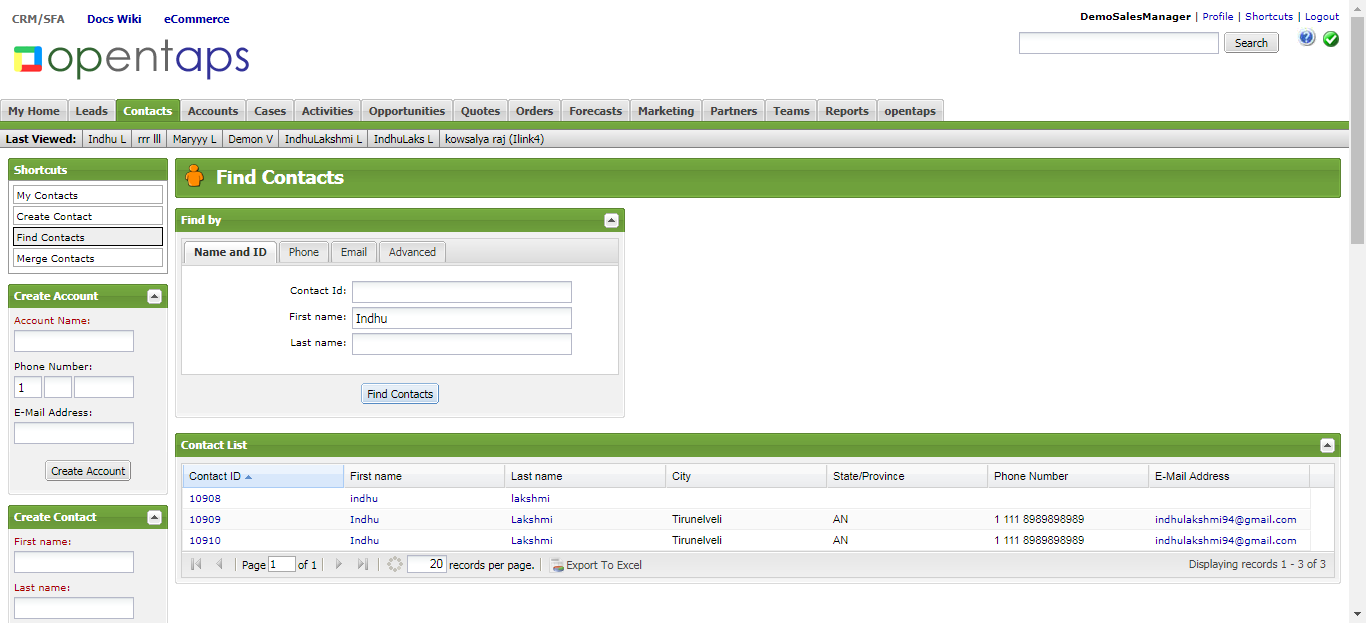 CRM/SFA Docs Wiki eCommerce
DemoSalesManager | Profile | Shortcuts | Logout
opentaps
Search
My Home Leads Contacts Accounts Cases Activities Opportunities Quotes Orders Forecasts Marketing Partners Teams Reports opentaps
Last Viewed: Indhu L rrr lll Maryyy L Demon V IndhuLakshmi L IndhuLaks L kowsalya raj (Ilink4)
Shortcuts
My Contacts
Create Contact
Find Contacts
Merge Contacts
Create Account
Account Name:
Phone Number:
1
E-Mail Address:
Create Account
Create Contact
First name:
Last name:
Find Contacts
Find by
Name and ID Phone Email Advanced
Contact Id:
First name: Indhu
Last name:
Find Contacts
Contact List
Contact ID First name Last name City State/Province Phone Number E-Mail Address
10908 indhu lakshmi
10909 Indhu Lakshmi Tirunelveli AN 1 111 8989898989 indhulakshmi94@gmail.com
10910 Indhu Lakshmi Tirunelveli AN 1 111 8989898989 indhulakshmi94@gmail.com
Page 1 of 1 20 records per page. Export To Excel Displaying records 1 - 3 of 3